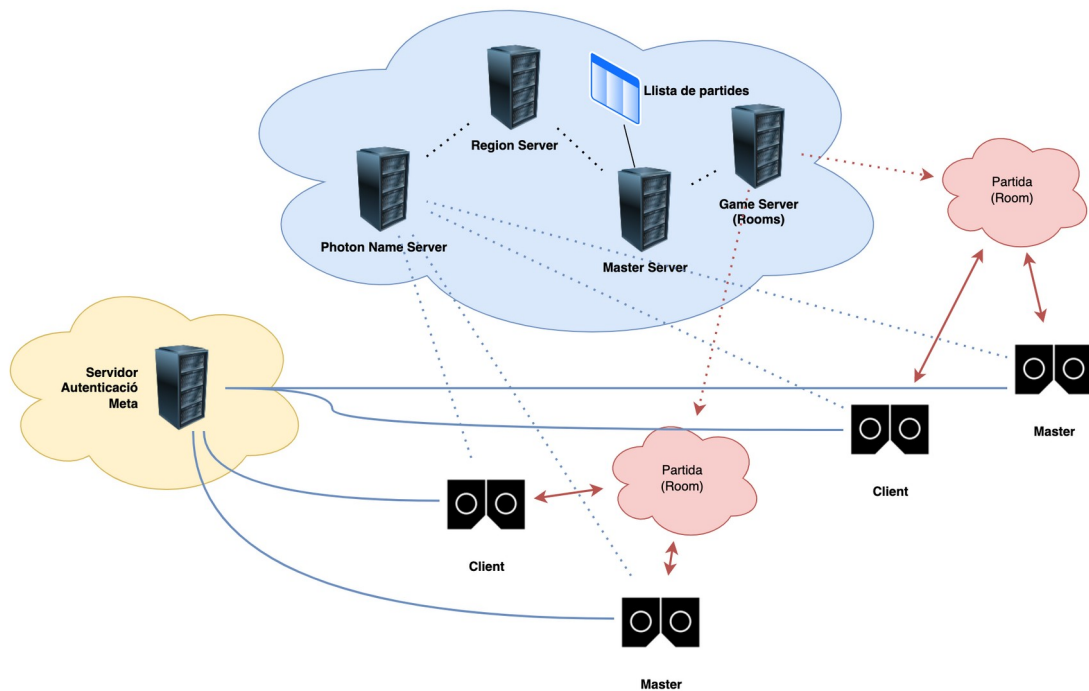 Llista de partides
Region Server
Photon Name Server
Master Server
Game Server
(Rooms)
Partida
(Room)
Servidor
Autenticació
Meta
Master
Client
Partida
(Room)
Client
Master